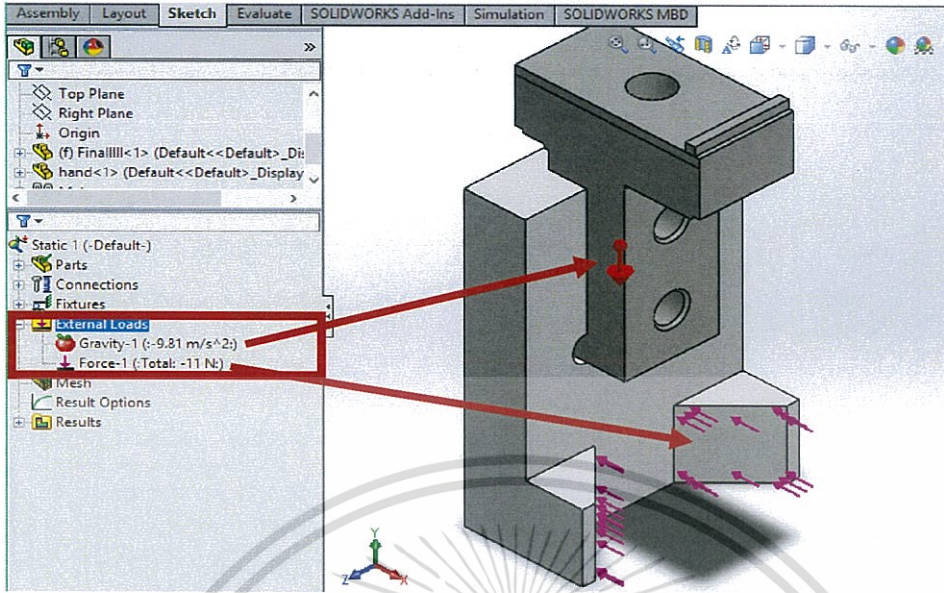 Assembly Layout Sketch Evaluate SOLIDWORKS Add-Ins Simulation SOLIDWORKS MBD
»
Top Plane
Right Plane
Origin
(f) Finalllll<1> (Default<<Default>_Di
hand<1> (Default<<Default>_Display
Static 1 (-Default-)
Parts
Connections
Fixtures
External Loads
Gravity-1 (:-9.81 m/s^2:)
Force-1 (:Total: -11 N:)
Mesh
Result Options
Results
Y
Z X